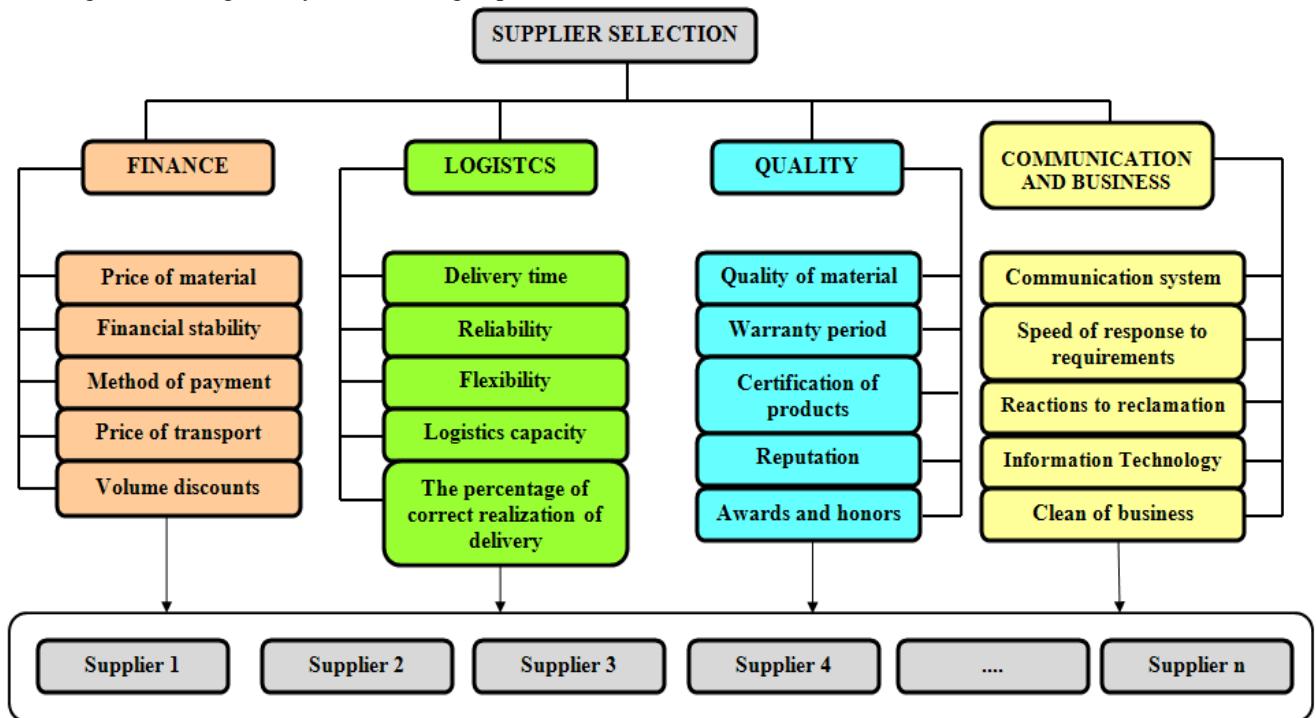 SUPPLIER SELECTION
FINANCE
LOGISTCS
QUALITY
COMMUNICATION
AND BUSINESS
Price of material
Financial stability
Method of payment
Price of transport
Volume discounts
Delivery time
Reliability
Flexibility
Logistics capacity
The percentage of
correct realization of
delivery
Quality of material
Warranty period
Certification of
products
Reputation
Awards and honors
Communication system
Speed of response to
requirements
Reactions to reclamation
Information Technology
Clean of business
Supplier 1
Supplier 2
Supplier 3
Supplier 4
....
Supplier n